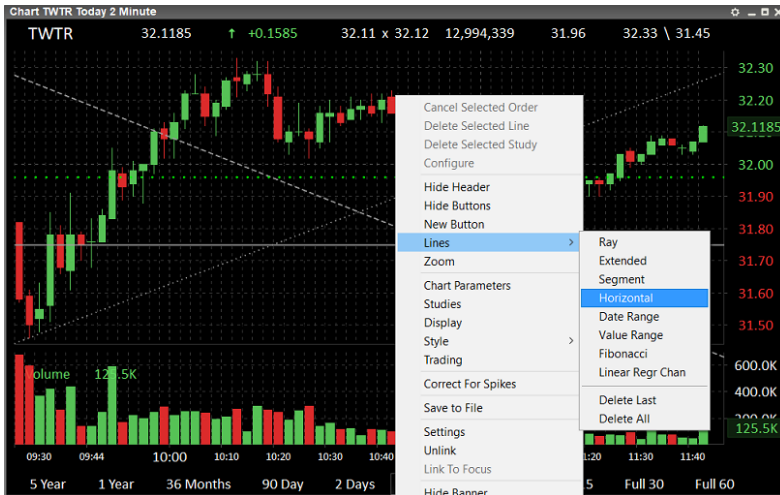 Chart TWTR Today 2 Minute
TWTR 32.1185 ↑ +0.1585 32.11 x 32.12 12,994,339 31.96 32.33 \ 31.45
32.30
32.20
32.1185
32.00
31.90
31.80
31.70
31.60
31.50
Cancel Selected Order
Delete Selected Line
Delete Selected Study
Configure
Hide Header
Hide Buttons
New Button
Lines >
Zoom
Chart Parameters
Studies
Display
Style >
Trading
Correct For Spikes
Save to File
Settings
Unlink
Link To Focus
Hide Banner
Ray
Extended
Segment
Horizontal
Date Range
Value Range
Fibonacci
Linear Regr Chan
Delete Last
Delete All
Volume 125.5K
600.0K
400.0K
200.0K
125.5K
09:30 09:44 10:00 10:10 10:20 10:30 10:40 1:20 11:30 11:40
5 Year 1 Year 36 Months 90 Day 2 Days 5 Full 30 Full 60